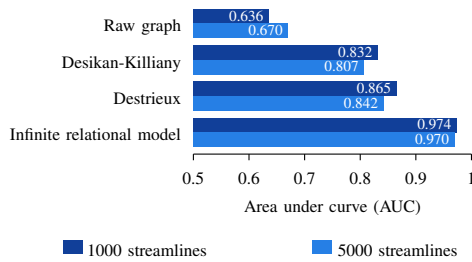 Raw graph 0.636
0.670
Desikan-Killiany 0.832
0.807
Destrieux 0.865
0.842
Infinite relational model 0.974
0.970
0.5 0.6 0.7 0.8 0.9 1
Area under curve (AUC)
1000 streamlines 5000 streamlines